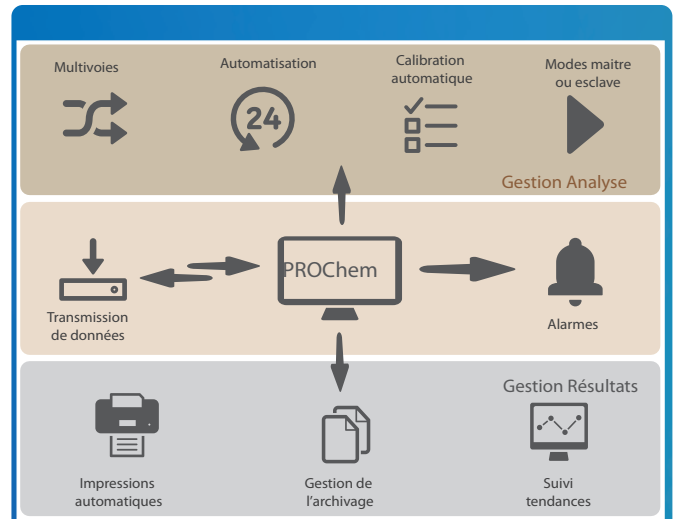 Multivoies
Automatisation
Calibration
automatique
Modes maitre
ou esclave
24
Gestion Analyse
PROChem
Transmission
de données
Alarmes
Gestion Résultats
Impressions
automatiques
Gestion de
l'archivage
Suivi
tendances